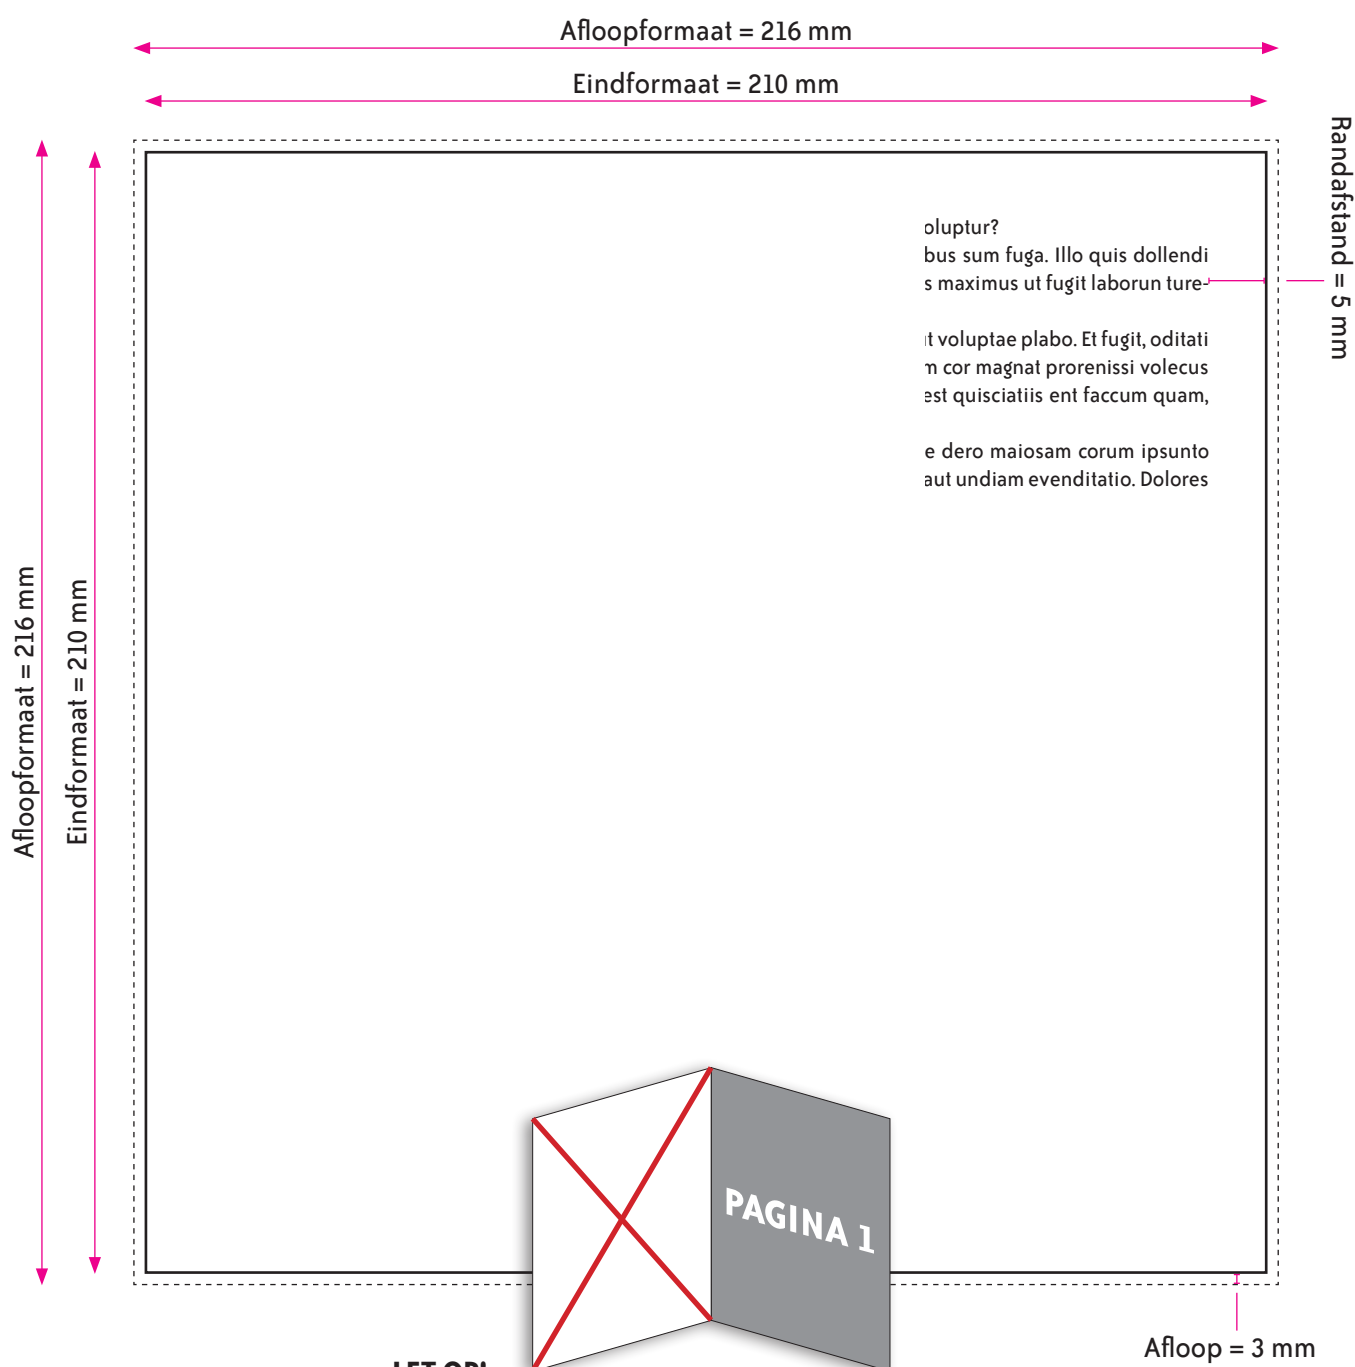 Afloopformaat = 216 mm
Eindformaat = 210 mm
Randafstand = 5 mm
Afloopformaat = 216 mm
Eindformaat = 210 mm
oluptur?
bus sum fuga. Illo quis dollendi
s maximus ut fugit laborun ture-
t voluptae plabo. Et fugit, oditati
m cor magnat prorenissi volecus
est quisciatiis ent faccum quam,
e dero maiosam corum ipsunto
aut undiam evenditatio. Dolores
PAGINA 1
Afloop = 3 mm
LET OP!